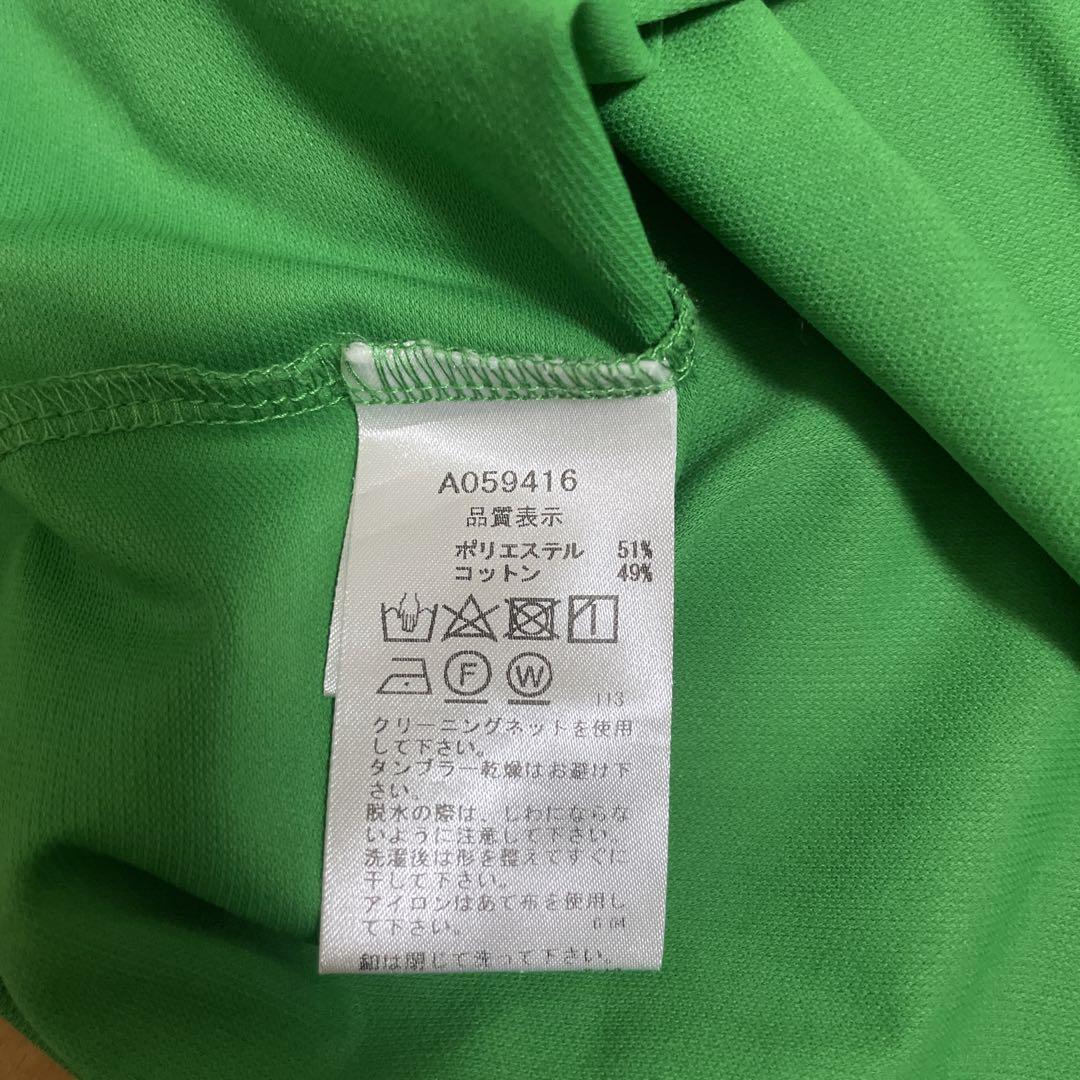 A059416
品質表示
ポリエステル 51%
コットン 49%
1
F W
113
クリーニングネットを使用
して下さい。
タンブラー乾燥はお避け下
さい。
脱水の際は、しわにならな
いように注意して下さい。
洗濯後は形を整えてすぐに
干して下さい。
アイロンはあて布を使用し
て下さい。
釦は閉じて洗って下さい。